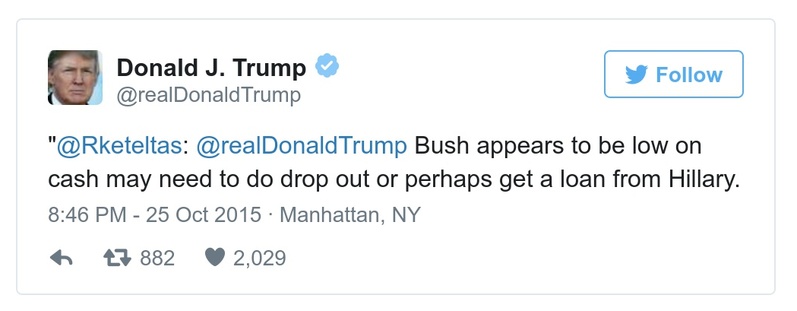 Donald J. Trump
@realDonaldTrump
Follow
"@Rketeltas: @realDonaldTrump Bush appears to be low on
cash may need to do drop out or perhaps get a loan from Hillary.
8:46 PM - 25 Oct 2015 · Manhattan, NY
882 2,029